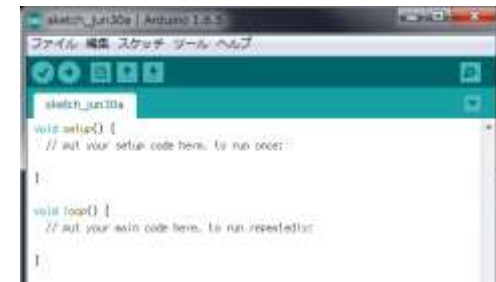 sketch_jun30a | Arduino 1.6.5
ファイル 編集 スケッチ ツール ヘルプ
sketch_jun30a
void setup() {
// put your setup code here, to run once:
}
void loop() {
// put your main code here, to run repeatedly:
}